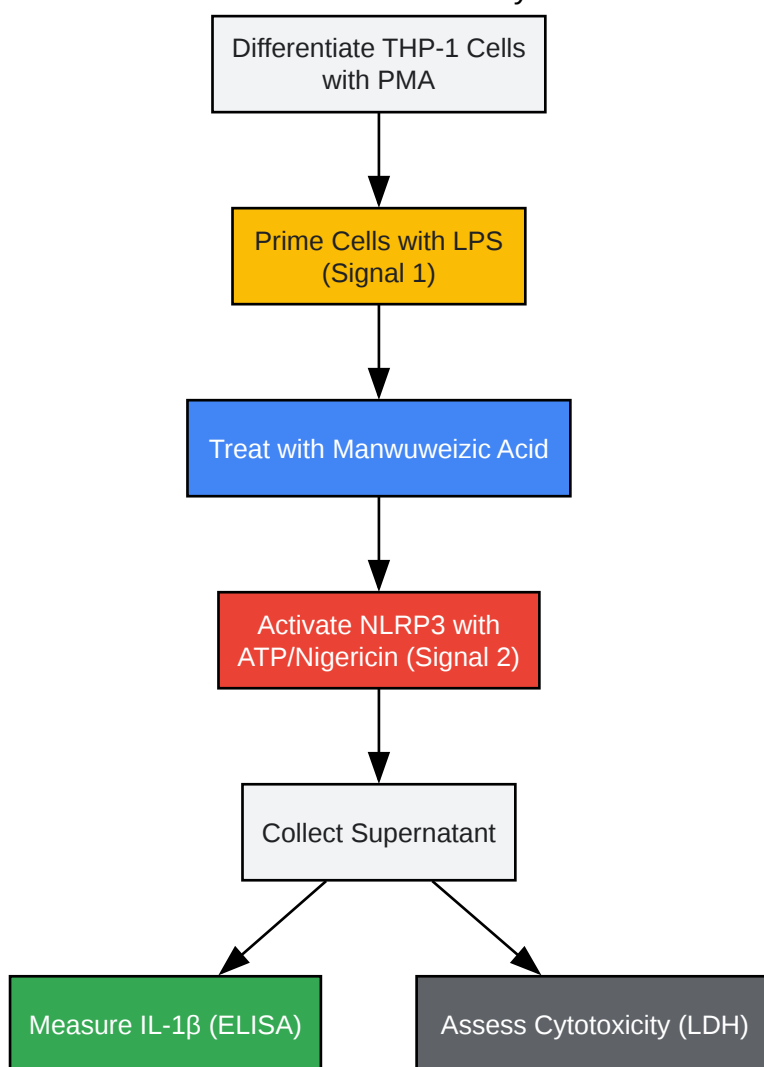 Differentiate THP-1 Cells
with PMA
Prime Cells with LPS
(Signal 1)
Treat with Manwuweizic Acid
Activate NLRP3 with
ATP/Nigericin (Signal 2)
Collect Supernatant
Measure IL-1β (ELISA)
Assess Cytotoxicity (LDH)